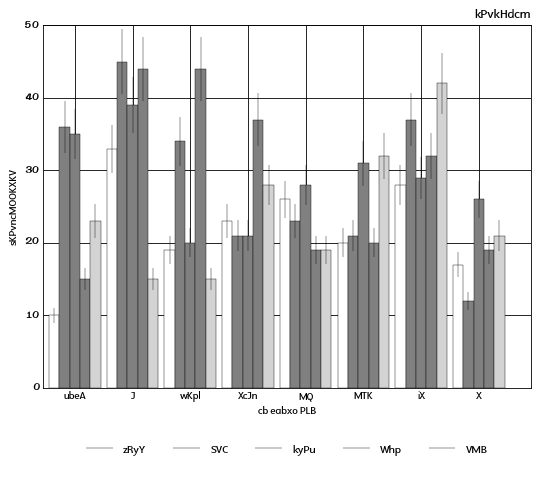 kPvkHdcm
50
40
30
20
10
0
sKPvncMOOKXKV
ubeA J wKpl XcJn MQ MTK iX X
cb eabxo PLB
zRyY SVC kyPu Whp VMB